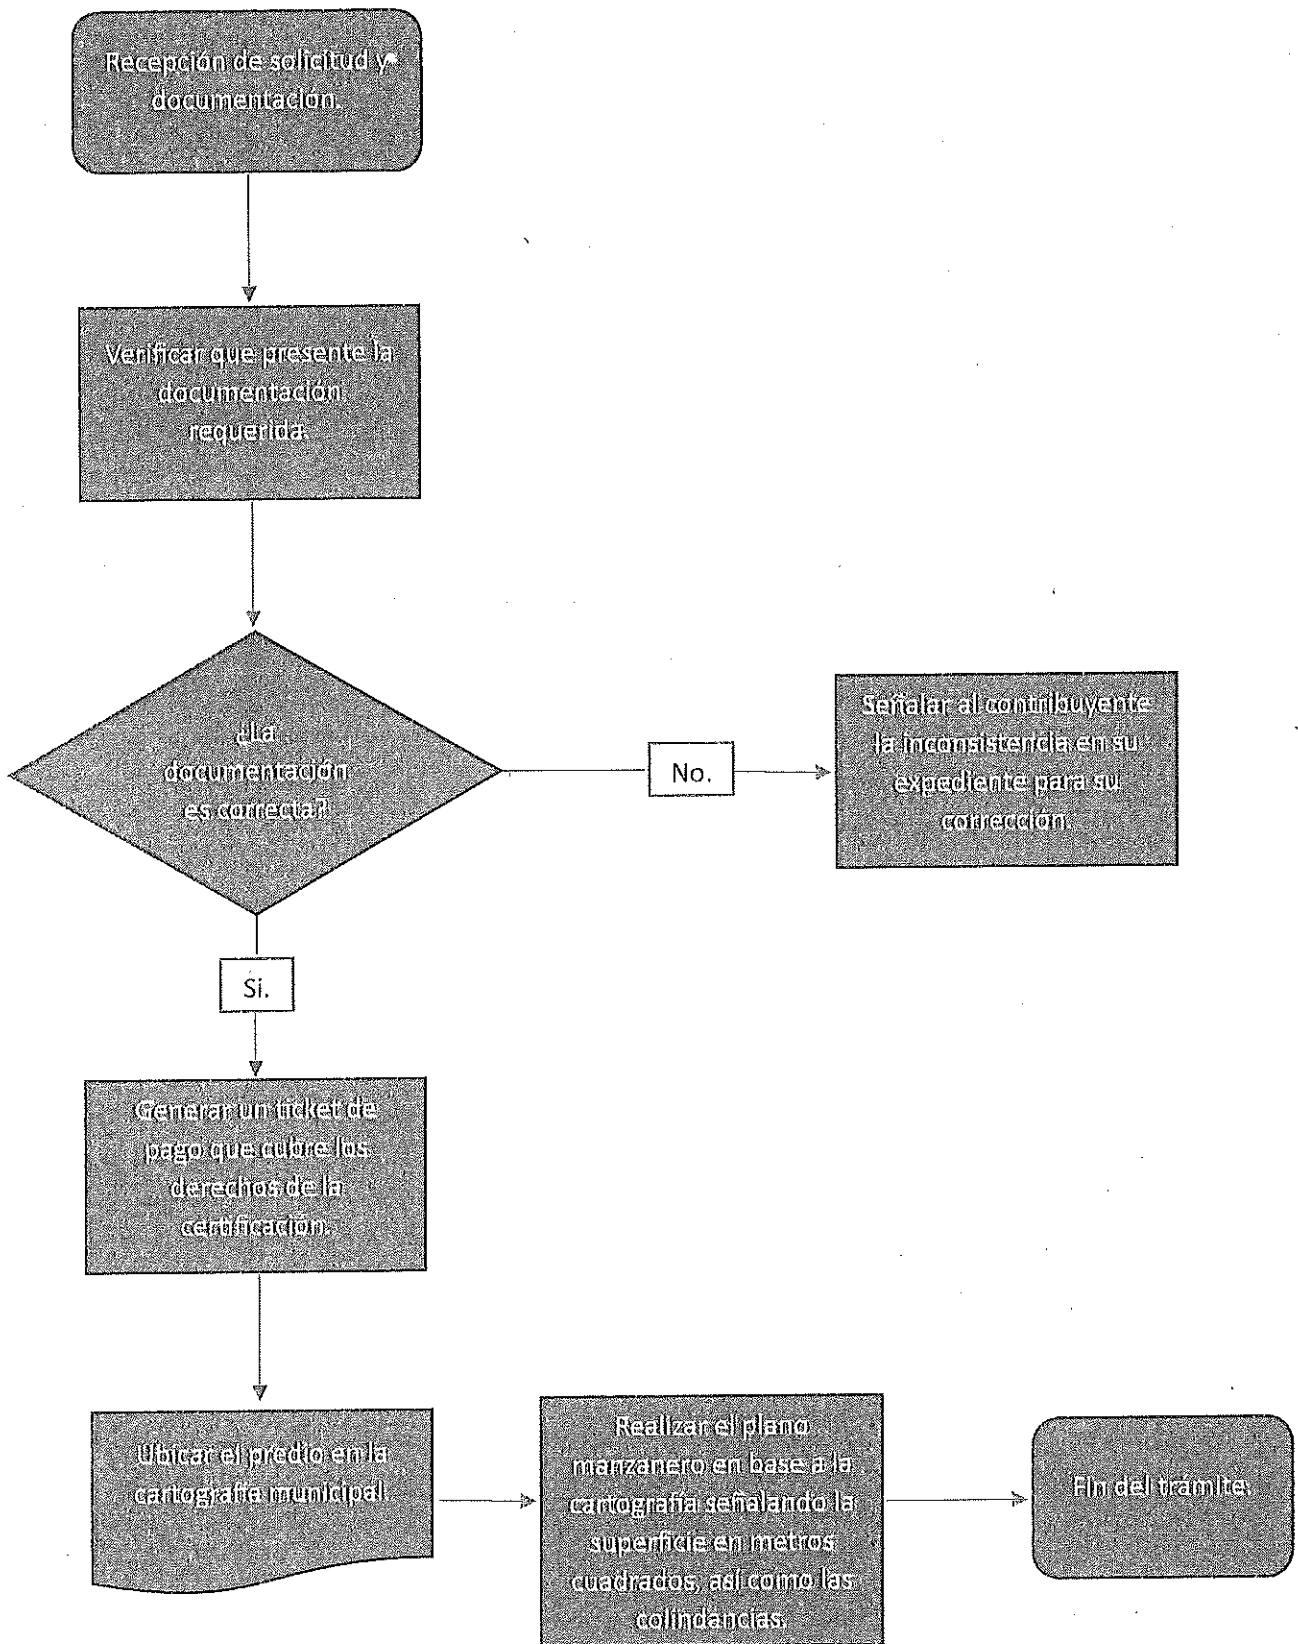 Recepción de solicitud y
documentación.
Verificar que presente la
documentación
requerida.
¿La
documentación
es correcta?
No.
Señalar al contribuyente
la inconsistencia en su
expediente para su
corrección
Si.
Generar un ticket de
pago que cubre los
derechos de la
certificación.
Ubicar el predio en la
cartografía municipal.
Realizar el plano
manzanero en base a la
cartografía señalando la
superficie en metros
cuadrados, así como las
colindancias.
Fin del trámite.